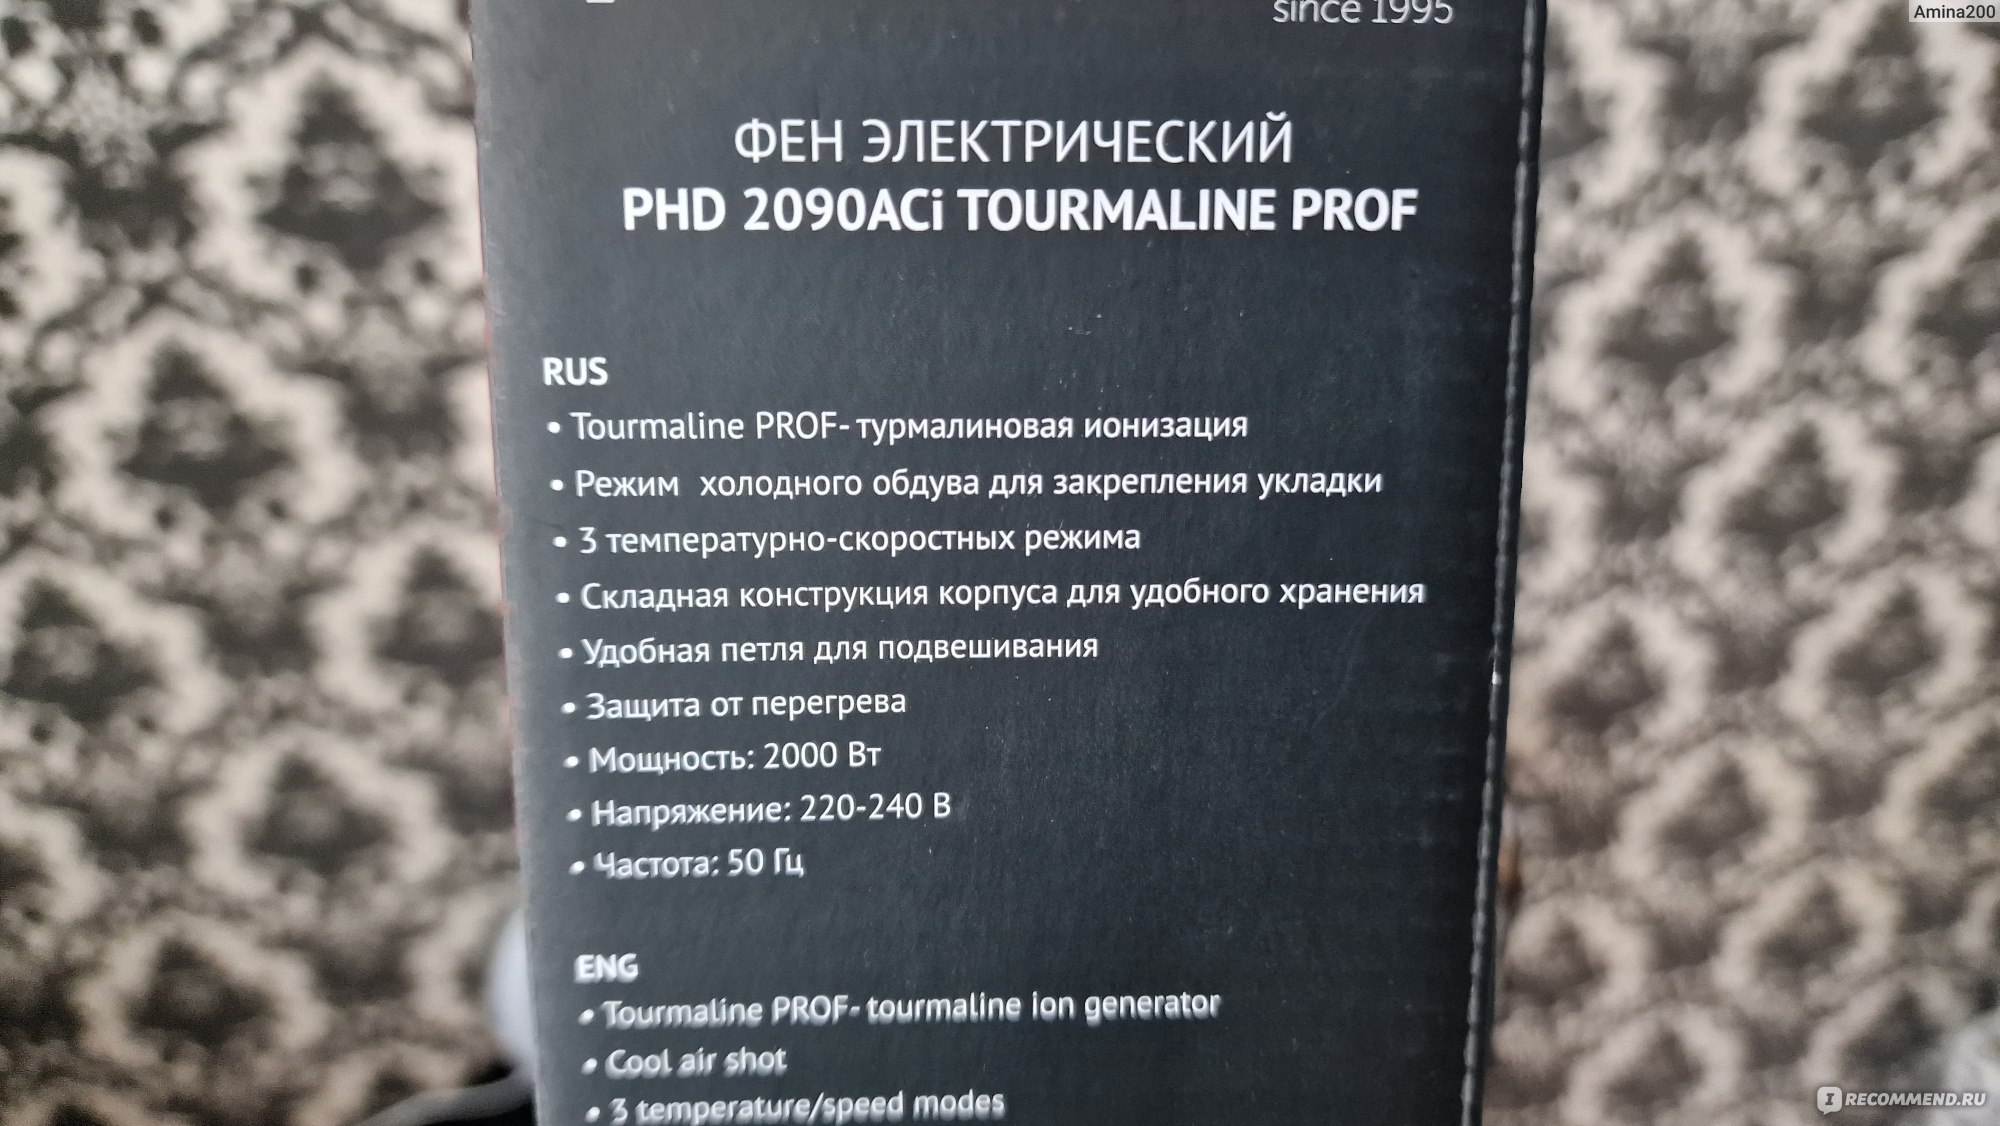 Amina200
since 1995
ФЕН ЭЛЕКТРИЧЕСКИЙ
PHD 2090ACi TOURMALINE PROF
RUS
• Tourmaline PROF- турмалиновая ионизация
• Режим холодного обдува для закрепления укладки
• 3 температурно-скоростных режима
• Складная конструкция корпуса для удобного хранения
• Удобная петля для подвешивания
• Защита от перегрева
• Мощность: 2000 Вт
• Напряжение: 220-240 В
• Частота: 50 Гц
ENG
• Tourmaline PROF- tourmaline ion generator
• Cool air shot
• 3 temperature/speed modes
I RECOMMEND.RU